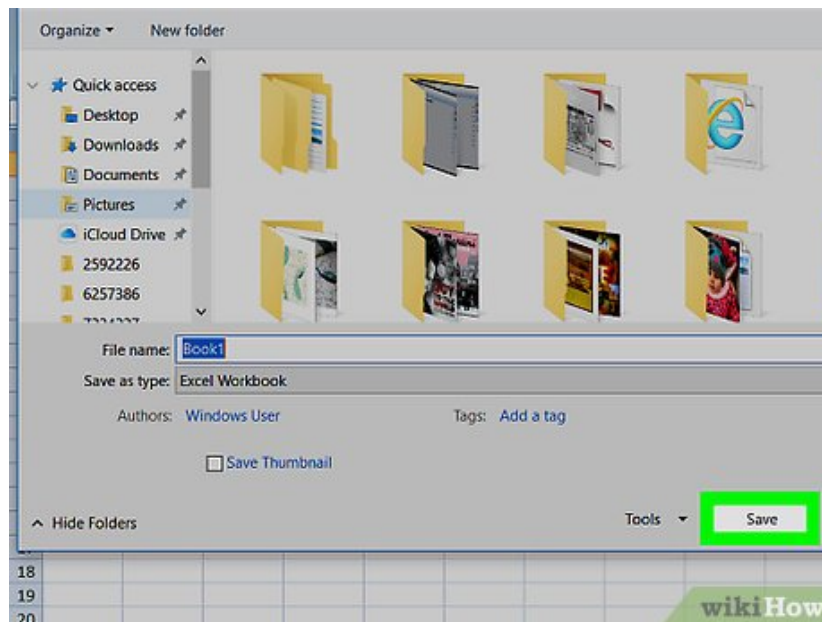 Organize New folder
Quick access
Desktop
Downloads
Documents
Pictures
iCloud Drive
2592226
6257386
File name: Book1
Save as type: Excel Workbook
Authors: Windows User Tags: Add a tag
Save Thumbnail
Hide Folders Tools Save
18
19
20
wikiHow